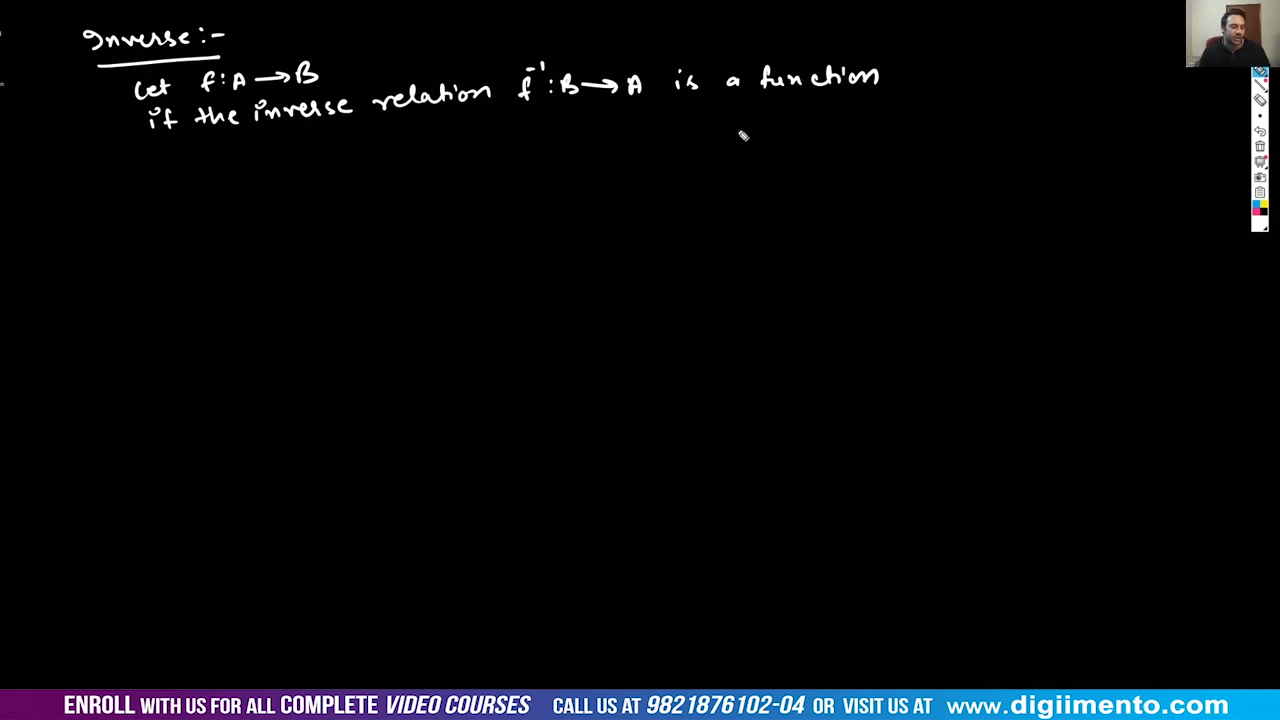 Inverse:-
Let f: A → B
if the inverse relation f⁻¹: B → A is a function
ENROLL WITH US FOR ALL COMPLETE VIDEO COURSES CALL US AT 9821876102-04 OR VISIT US AT www.digiimento.com